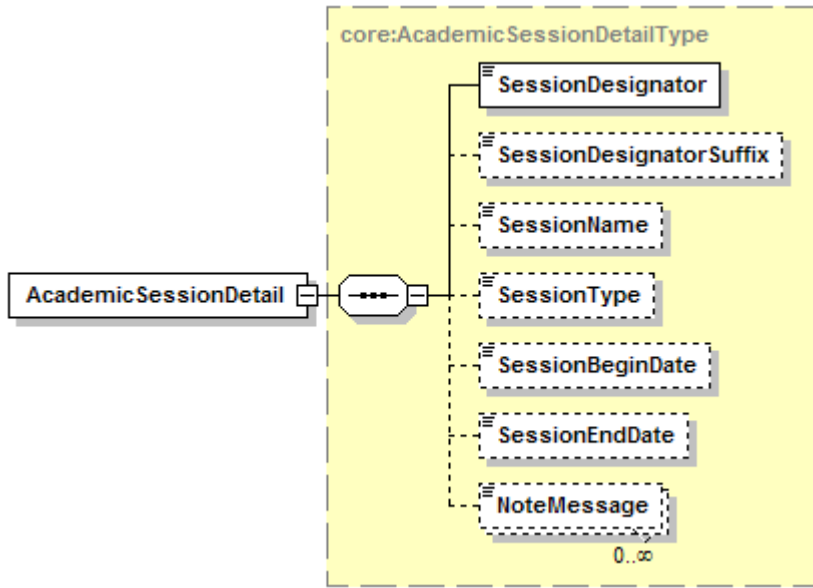 core:AcademicSessionDetailType
SessionDesignator
SessionDesignatorSuffix
SessionName
AcademicSessionDetail
SessionType
SessionBeginDate
SessionEndDate
NoteMessage
0..∞